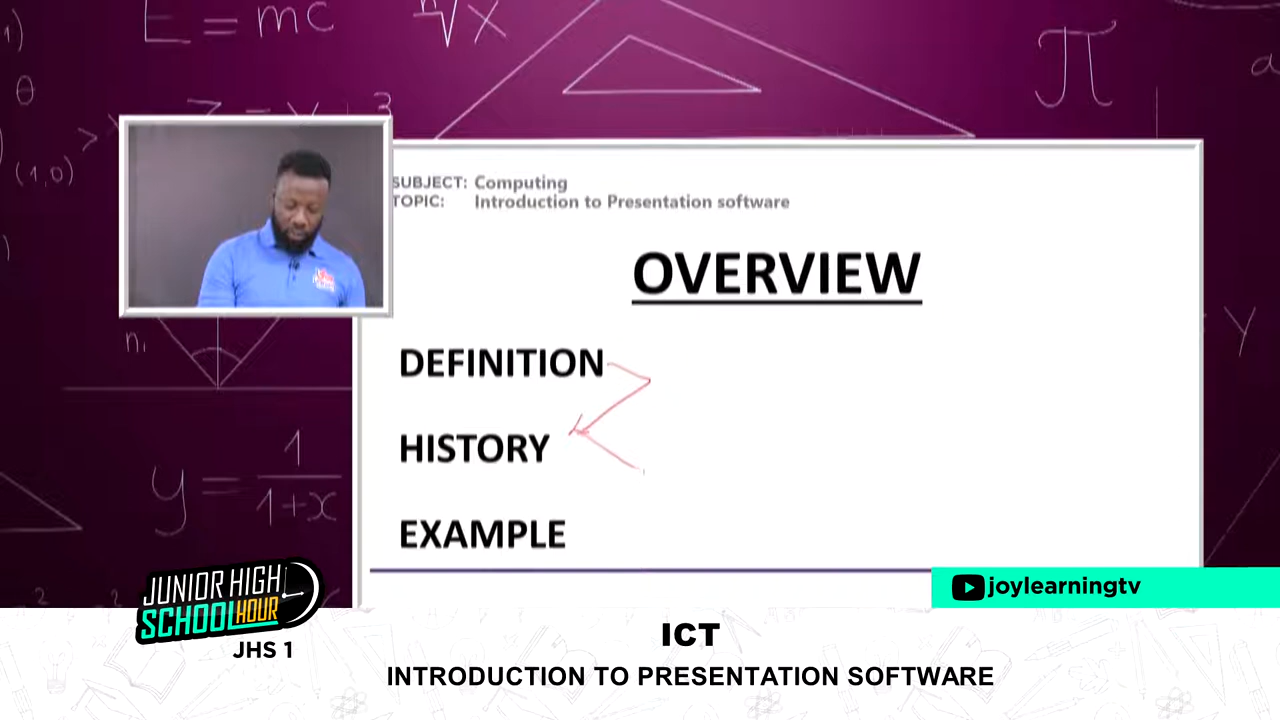 E = mc
n√x
π
(1,0)
SUBJECT: Computing
TOPIC: Introduction to Presentation software
OVERVIEW
DEFINITION
HISTORY
EXAMPLE
n,
Y
y = 1/1+x
JUNIOR HIGH
SCHOOL HOUR
JHS 1
joylearningtv
ICT
INTRODUCTION TO PRESENTATION SOFTWARE